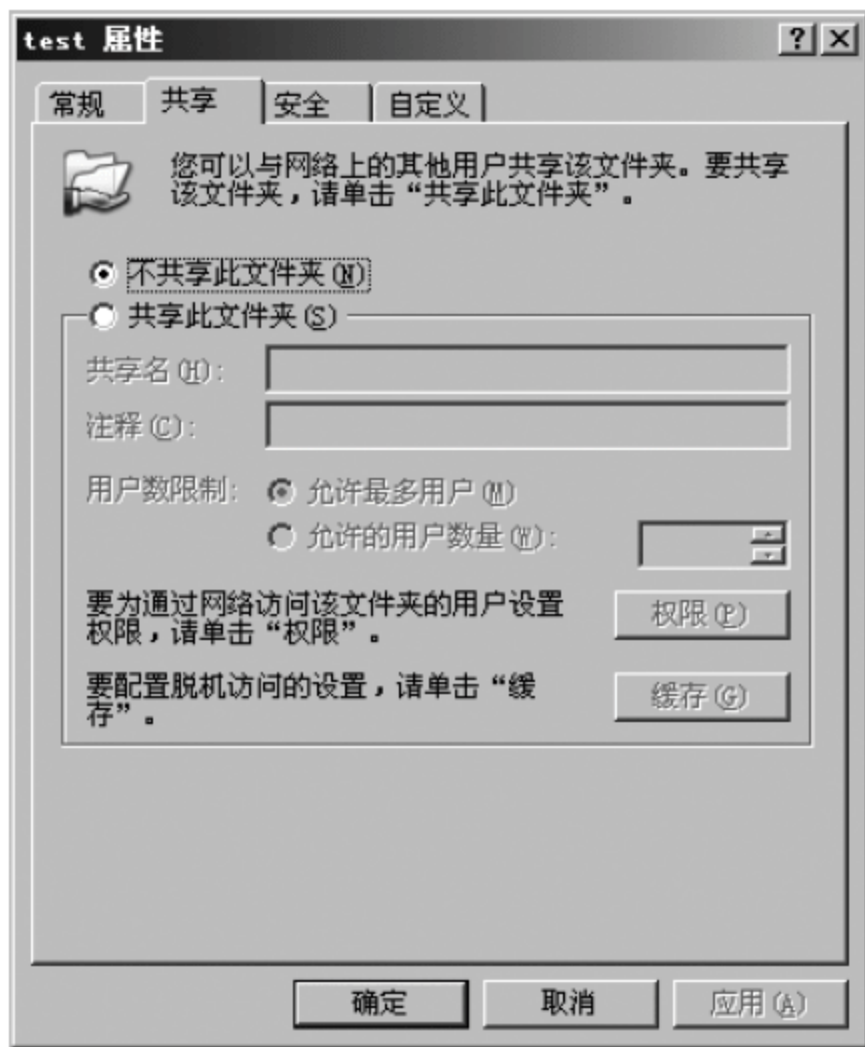 test 属性
常规 共享 安全 自定义
您可以与网络上的其他用户共享该文件夹。要共享
该文件夹，请单击“共享此文件夹”。
不共享此文件夹(N)
共享此文件夹(S)
共享名(H):
注释(C):
用户数限制: 允许最多用户(M)
允许的用户数量(W):
要为通过网络访问该文件夹的用户设置
权限，请单击“权限”。
权限(P)
要配置脱机访问的设置，请单击“缓
存”。
缓存(G)
确定 取消 应用(A)